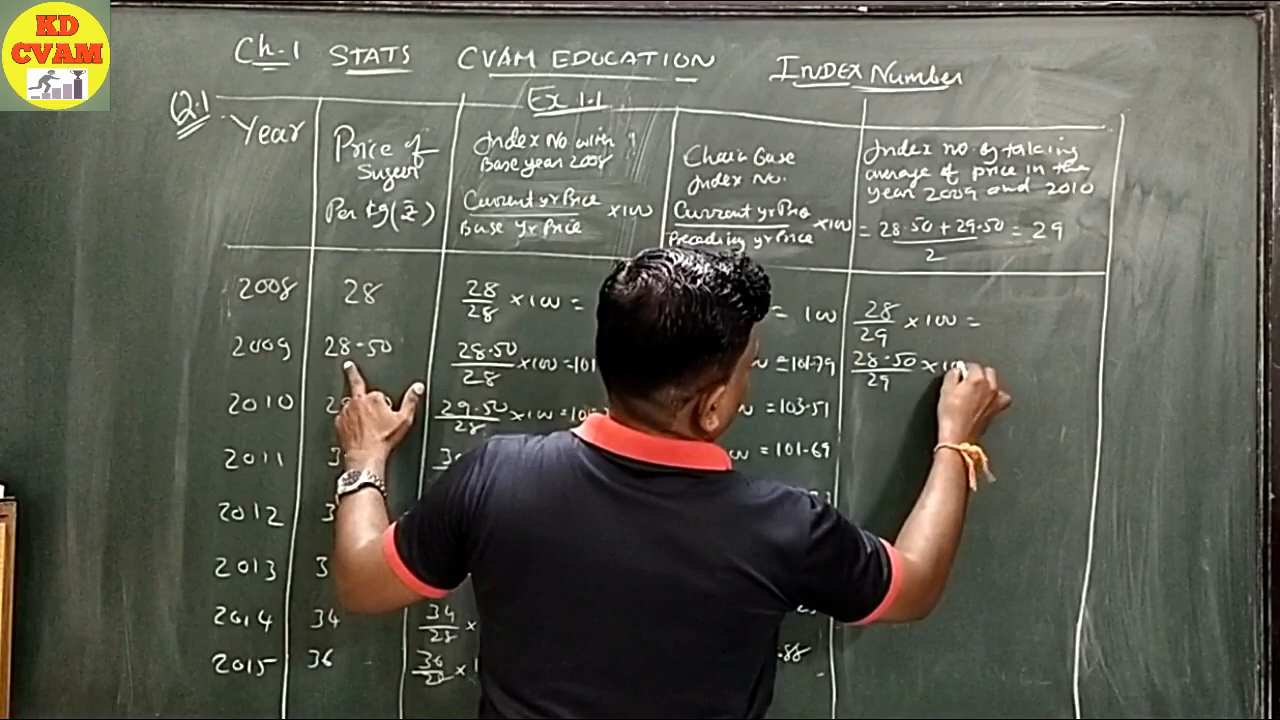 KD
CVAM
Ch.1 STATS CVAM EDUCATION INDEX Number
Ex 1.1
Q.1
Year
Price of
Sugar
Per kg (₹)
Index No. with
Base year 2008
Current yr Price
Base yr Price
×100
Chain Base
Index No.
Current yr Price
Preceding yr Price
×100
Index no. by taking
average of price in the
year 2009 and 2010
= 28.50 + 29.50 = 29
2
2008 28 28/28 ×100 = = 100 28/29 ×100 =
2009 28.50 28.50/28 ×100 =101 =101.79 28.50/29 ×10
2010 29.50/28 ×100 =10 =103.51
2011 3 3 =101.69
2012 3
2013 3
2014 34 34/28 ×
2015 36 36/28 × .88